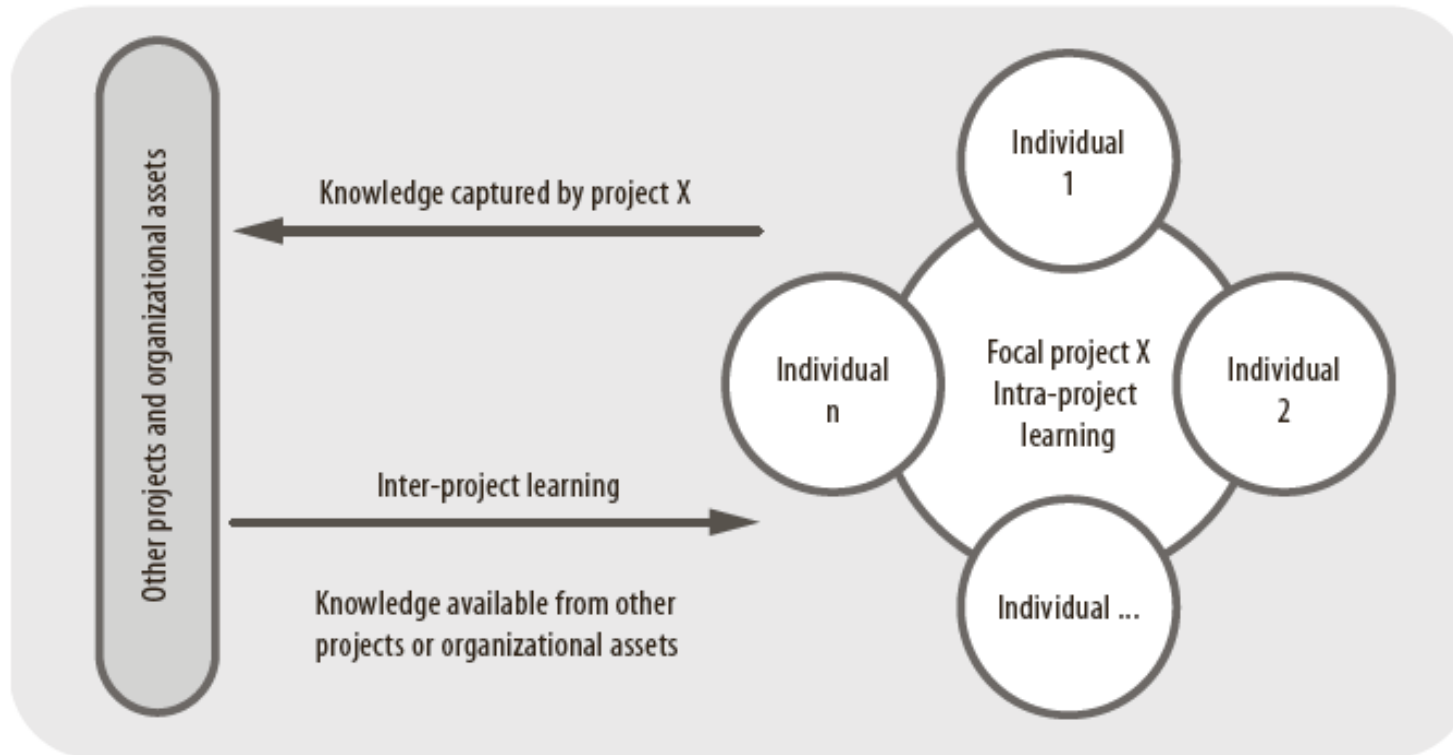 Other projects and organizational assets
Knowledge captured by project X
Inter-project learning
Knowledge available from other
projects or organizational assets
Individual
1
Individual
n
Focal project X
Intra-project
learning
Individual
2
Individual ...